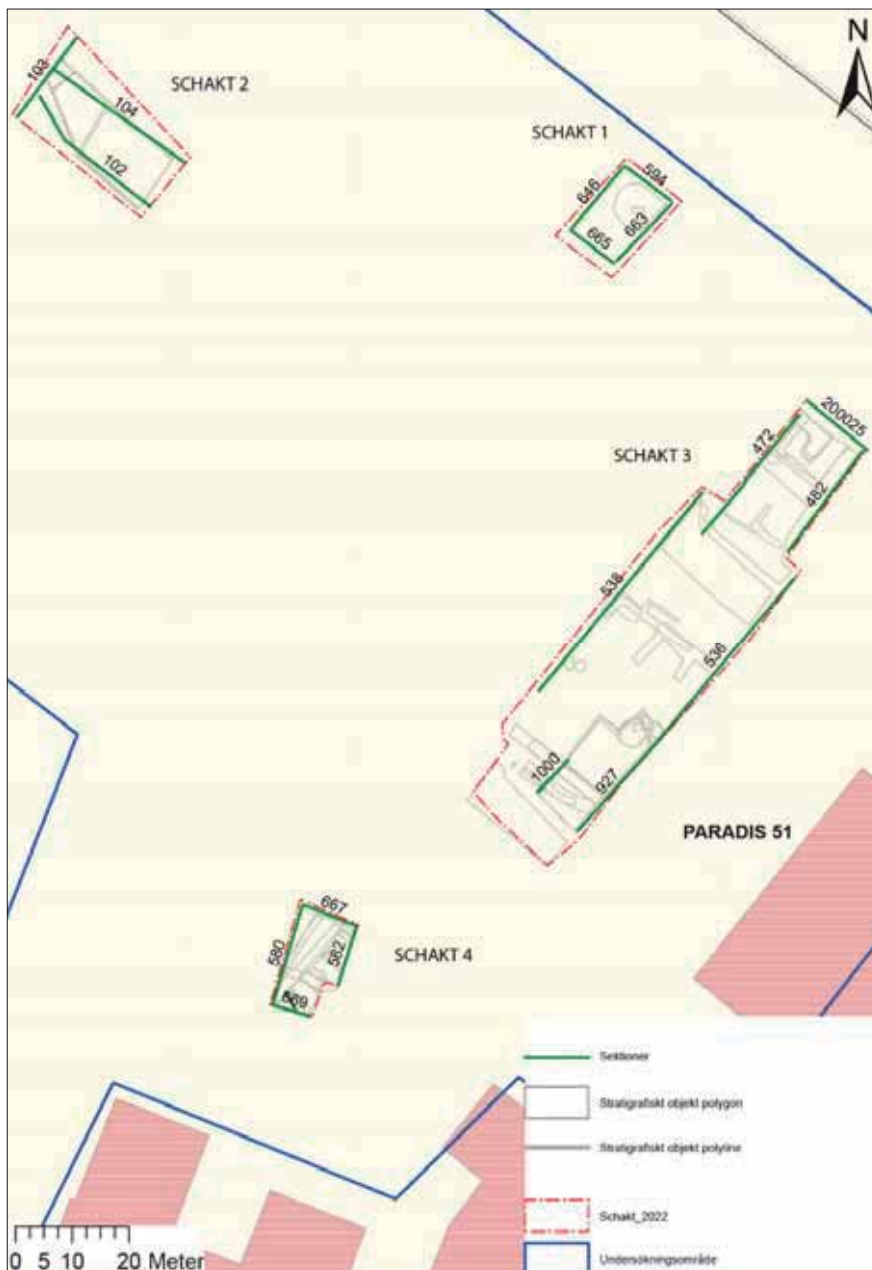 N
SCHAKT 2
103
104
102
SCHAKT 1
594
646
663
665
SCHAKT 3
200025
472
482
538
536
1000
927
PARADIS 51
667
580
582
SCHAKT 4
Sektioner
Stratigrafiskt objekt polygon
Stratigrafiskt objekt polyline
Schakt_2022
Undersökningsområde
0 5 10 20 Meter